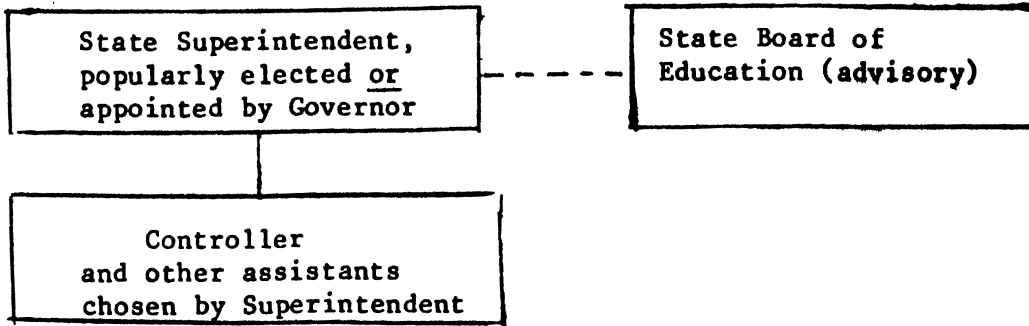 State Superintendent,
popularly elected or
appointed by Governor
State Board of
Education (advisory)
Controller
and other assistants
chosen by Superintendent